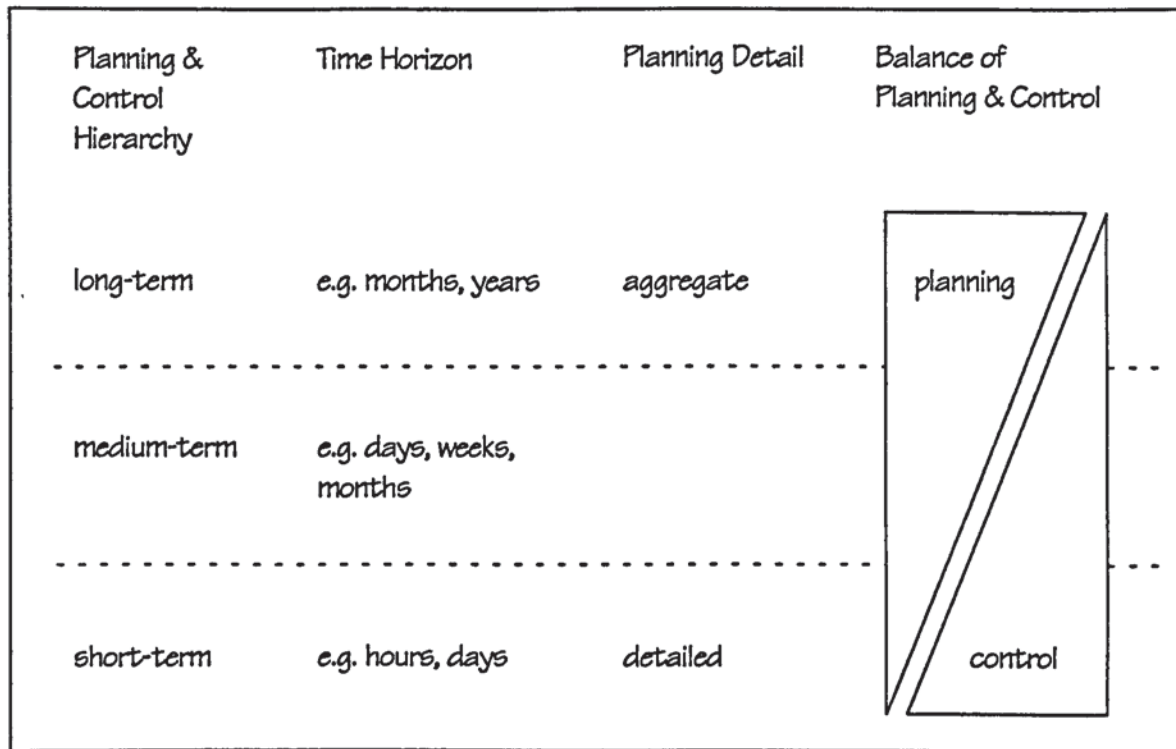 Planning & Control Hierarchy
Time Horizon
Planning Detail
Balance of
Planning & Control
long-term
e.g. months, years
aggregate
planning
medium-term
e.g. days, weeks,
months
short-term
e.g. hours, days
detailed
control